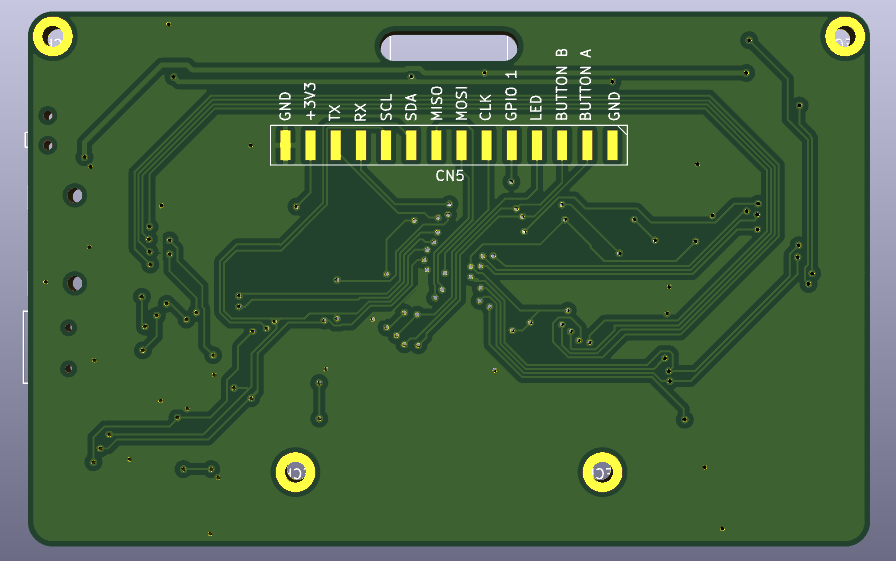 GND
+3V3
TX
RX
SCL
SDA
MISO
MOSI
CLK
GPIO 1
LED
BUTTON B
BUTTON A
GND
CN5